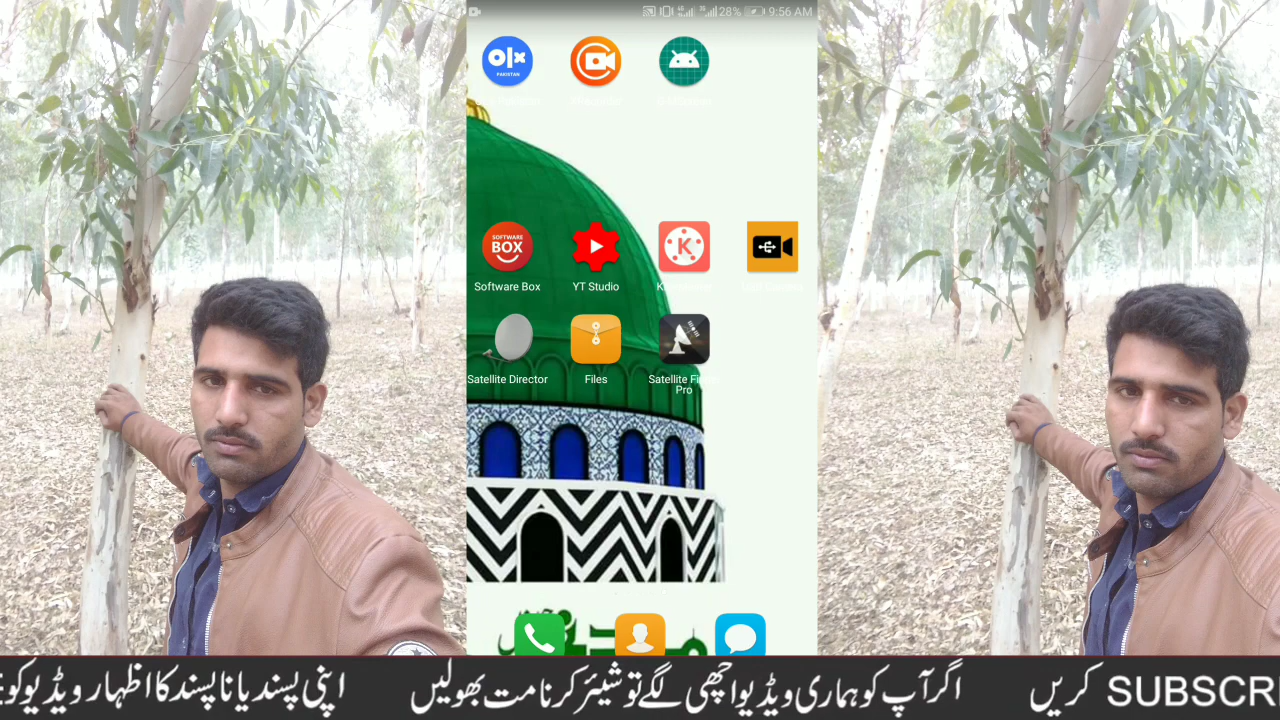 28% 9:56 AM
OLX
PAKISTAN
SOFTWARE
BOX
Software Box
YT Studio
K
Satellite Director
Files
Satellite Finder
Pro
SUBSCRI کریں
اگر آپ کو ہماری ویڈیو اچھی لگے تو شیئر کرنا مت بھولیں
اپنی پسند یا ناپسند کا اظہار ویڈیو کو